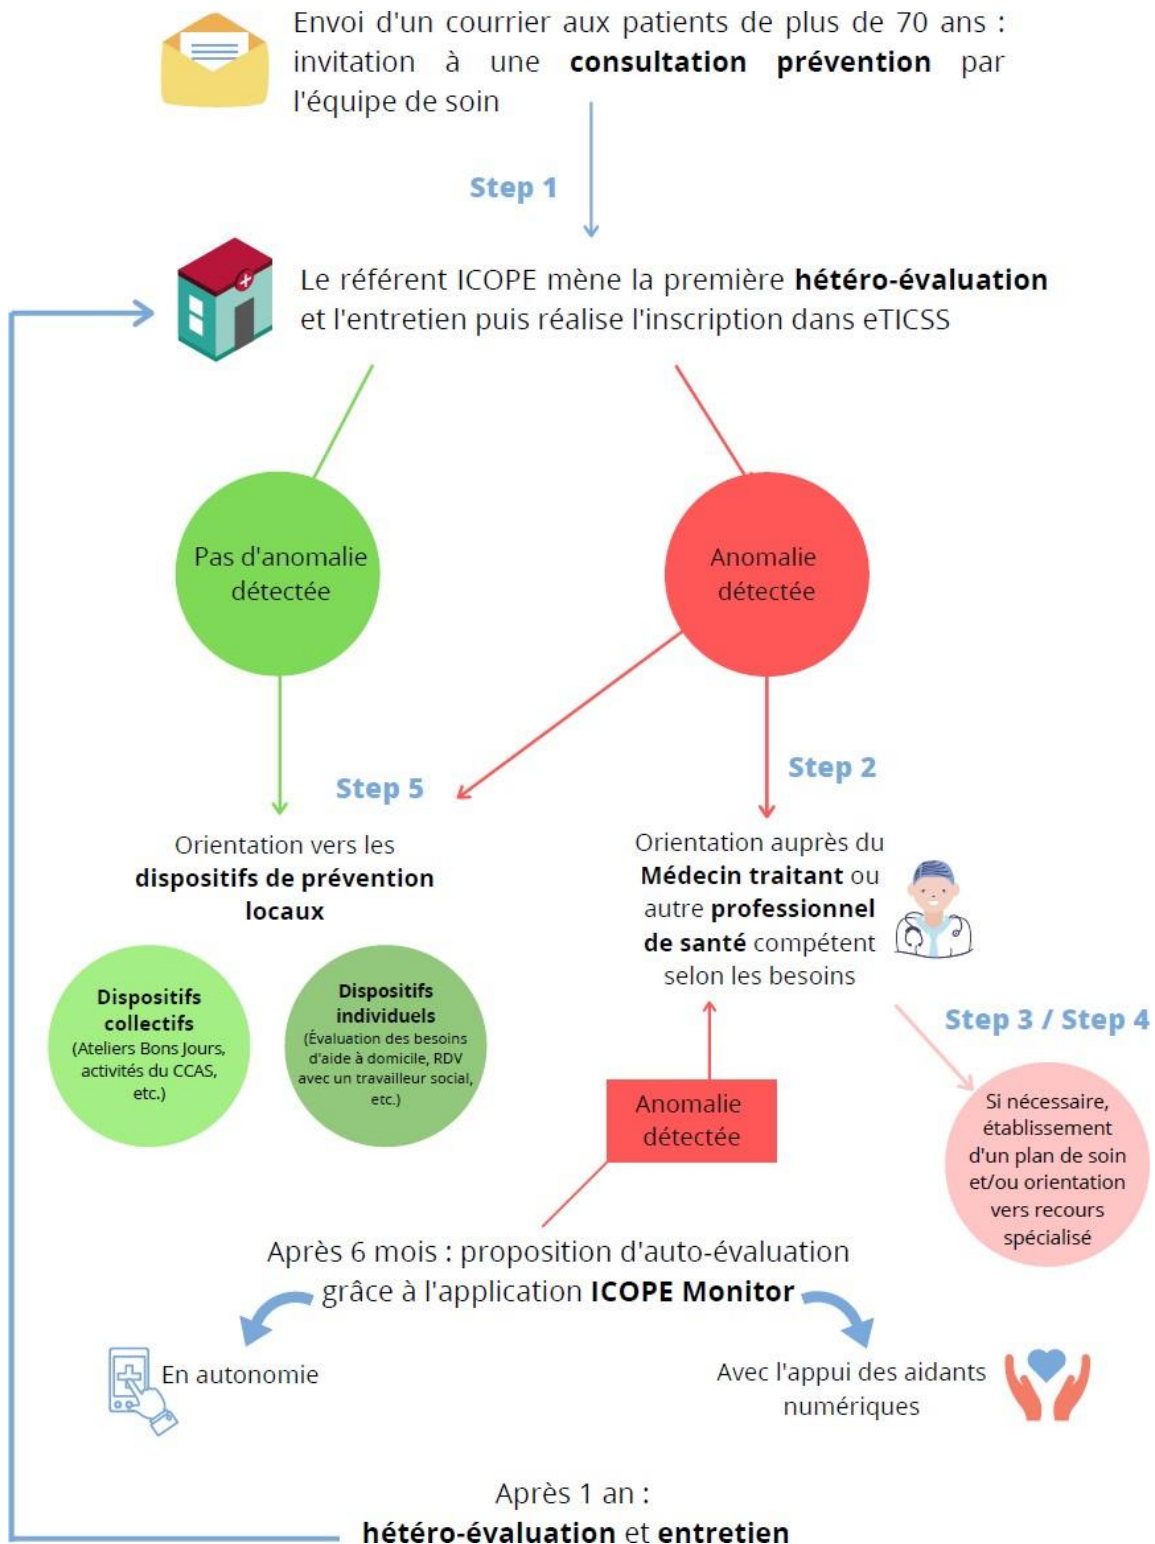 Envoi d'un courrier aux patients de plus de 70 ans :
invitation à une consultation prévention par
l'équipe de soin
Step 1
Le référent ICOPE mène la première hétéro-évaluation
et l'entretien puis réalise l'inscription dans eTICSS
Pas d'anomalie
détectée
Anomalie
détectée
Step 5
Step 2
Orientation vers les
dispositifs de prévention
locaux
Orientation auprès du
Médecin traitant ou
autre professionnel
de santé compétent
selon les besoins
Dispositifs
collectifs
(Ateliers Bons Jours,
activités du CCAS,
etc.)
Dispositifs
individuels
(Évaluation des besoins
d'aide à domicile, RDV
avec un travailleur social,
etc.)
Step 3 / Step 4
Si nécessaire,
établissement
d'un plan de soin
et/ou orientation
vers recours
spécialisé
Anomalie
détectée
Après 6 mois : proposition d'auto-évaluation
grâce à l'application ICOPE Monitor
En autonomie
Avec l'appui des aidants
numériques
Après 1 an :
hétéro-évaluation et entretien